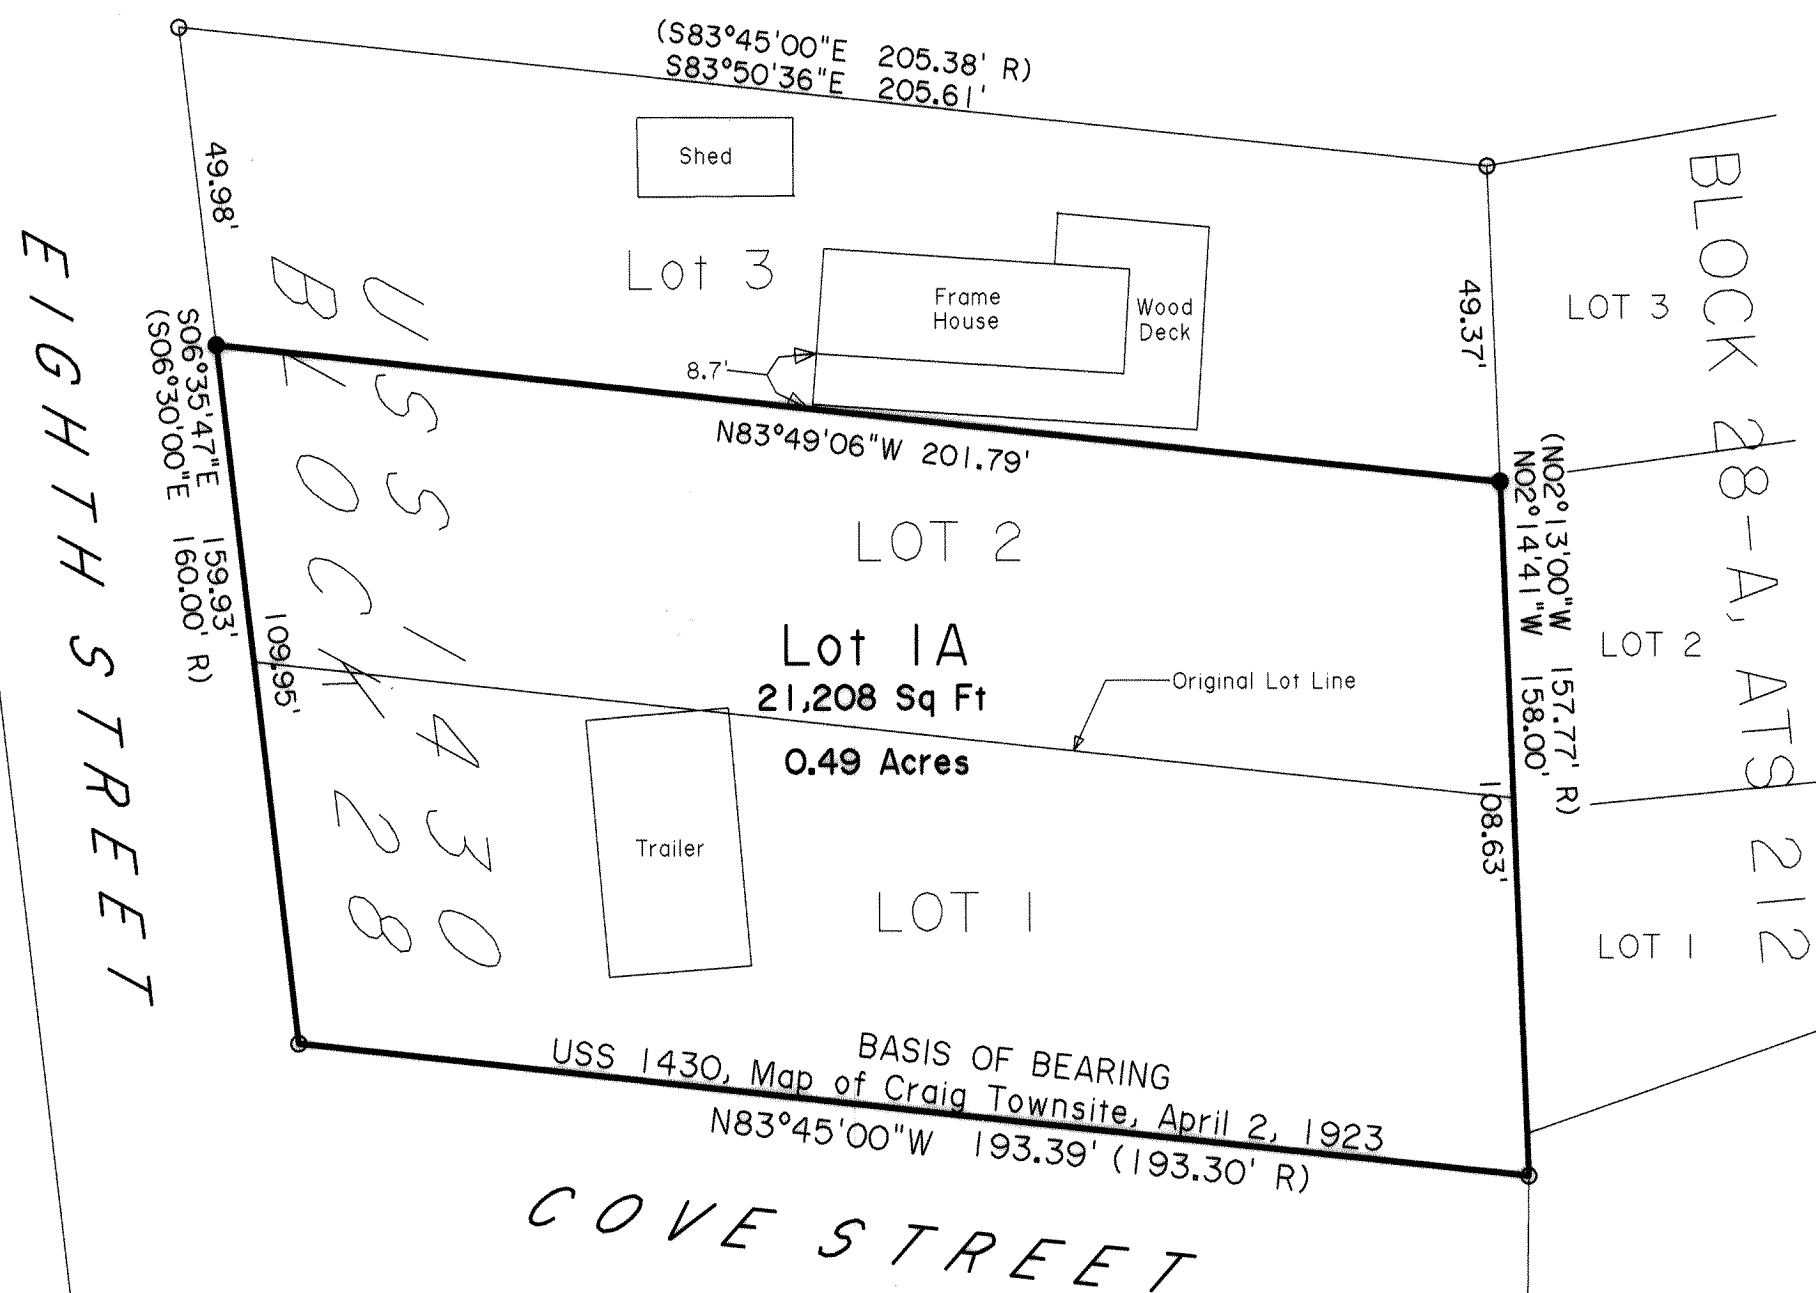 (S83°45'00"E 205.38' R)
S83°50'36"E 205.61'
Shed
49.98'
Lot 3
Frame
House
Wood
Deck
8.7'
49.37'
LOT 3
BLOCK 28-A, ATS 212
EIGHTH STREET
USS 1430
BLOCK 28
S06°35'47"E 159.93'
(S06°30'00"E 160.00' R)
N83°49'06"W 201.79'
(N02°13'00"W 157.77' R)
N02°14'41"W 158.00'
LOT 2
LOT 2
Lot 1A
21,208 Sq Ft
0.49 Acres
Original Lot Line
109.95'
108.63'
Trailer
LOT 1
LOT 1
BASIS OF BEARING
USS 1430, Map of Craig Townsite, April 2, 1923
N83°45'00"W 193.39' (193.30' R)
COVE STREET